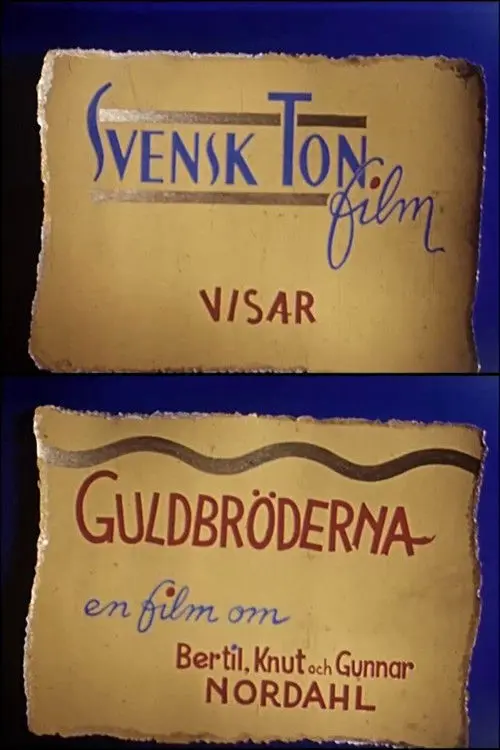 SVENSK TON
film
VISAR
GULDBRÖDERNA
en film om
Bertil, Knut och Gunnar
NORDAHL